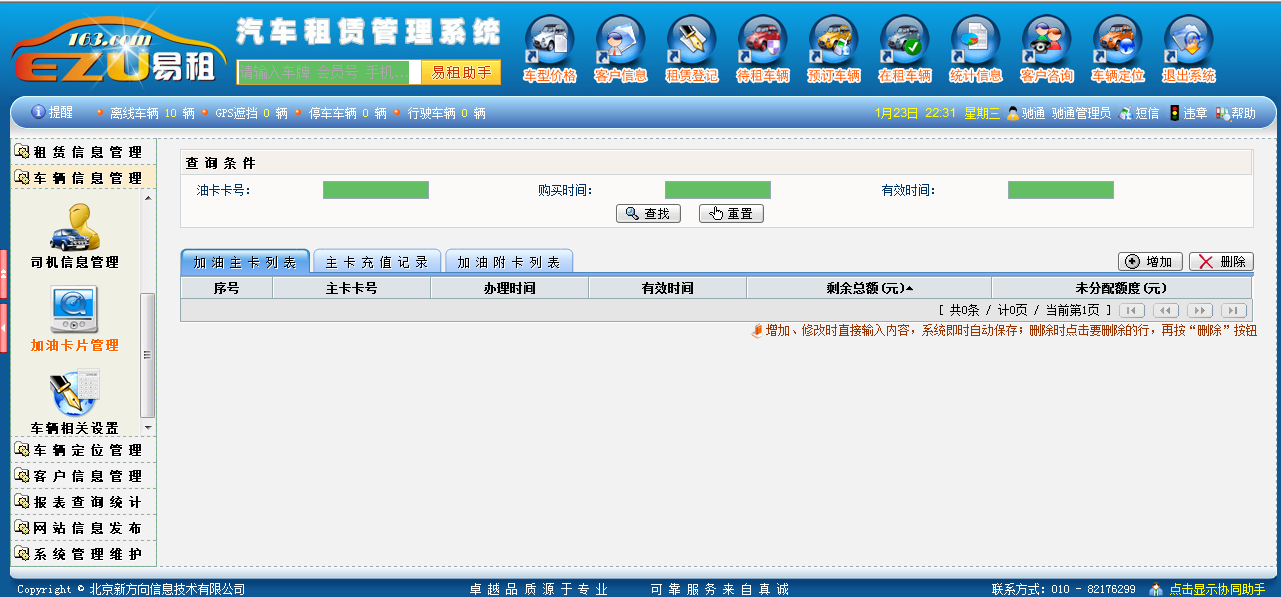 163.com
EZU易租
汽车租赁管理系统
请输入车牌 会员号 手机...
易租助手
车型价格 客户信息 租赁登记 待租车辆 预订车辆 在租车辆 统计信息 客户咨询 车辆定位 退出系统
提醒 离线车辆 10 辆 GPS遮挡 0 辆 停车车辆 0 辆 行驶车辆 0 辆
1月23日 22:31 星期三 驰通 驰通管理员 短信 违章 帮助
租赁信息管理
车辆信息管理
司机信息管理
加油卡片管理
车辆相关设置
车辆定位管理
客户信息管理
报表查询统计
网站信息发布
系统管理维护
查询条件
油卡卡号: 购买时间: 有效时间:
查找 重置
加油主卡列表 主卡充值记录 加油附卡列表
增加 删除
序号 主卡卡号 办理时间 有效时间 剩余总额(元) 未分配额度(元)
[ 共0条 / 计0页 / 当前第1页 ]
增加、修改时直接输入内容，系统即时自动保存；删除时点击要删除的行，再按“删除”按钮
Copyright © 北京新方向信息技术有限公司 卓越品质源于专业 可靠服务来自真诚 联系方式: 010 - 82176299 点击显示协同助手